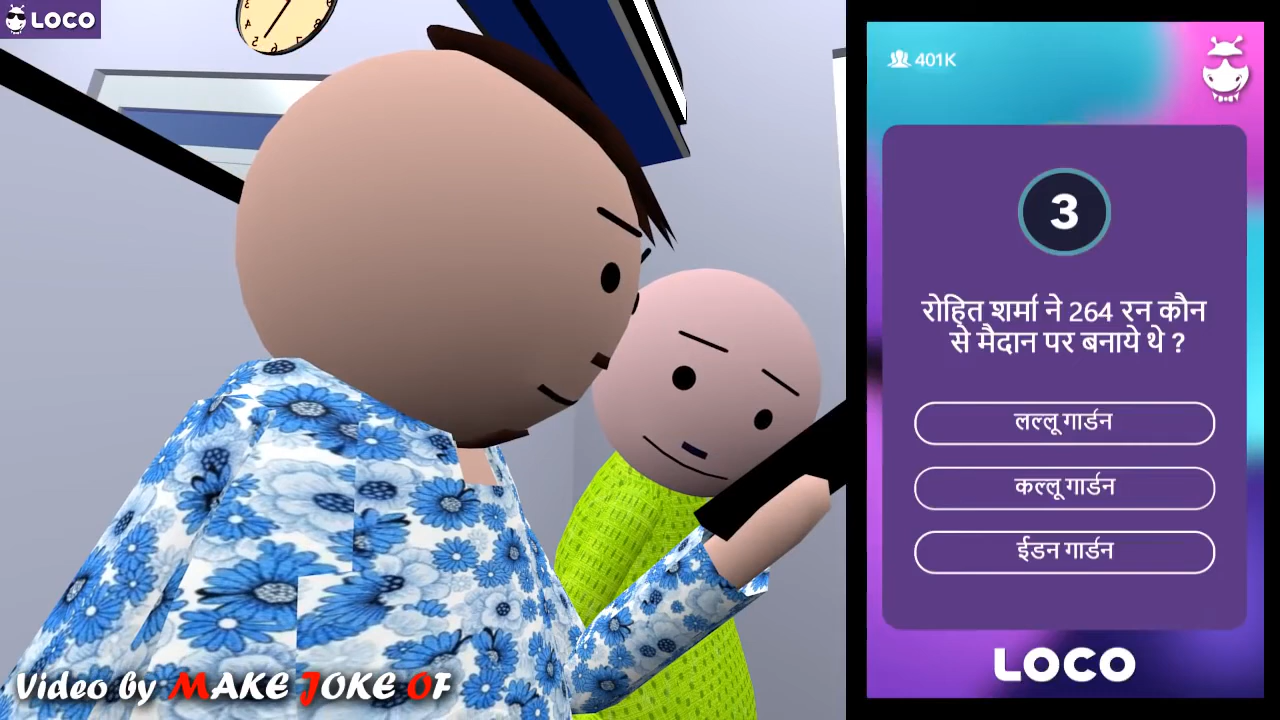 LOCO
401K
3
रोहित शर्मा ने 264 रन कौन
से मैदान पर बनाये थे ?
लल्लू गार्डन
कल्लू गार्डन
ईडन गार्डन
LOCO
Video by MAKE JOKE OF